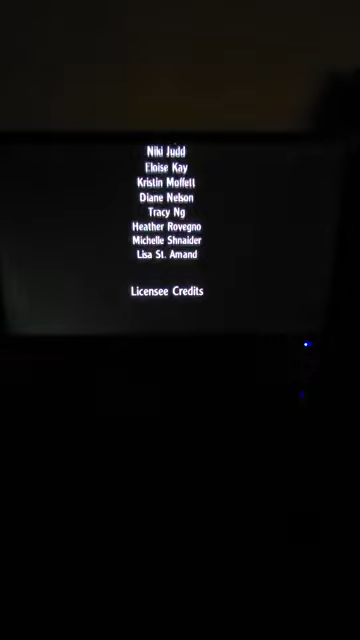 Niki Judd
Eloise Kay
Kristin Moffett
Diane Nelson
Tracy Ng
Heather Rovegno
Michelle Shnaider
Lisa St. Amand
Licensee Credits